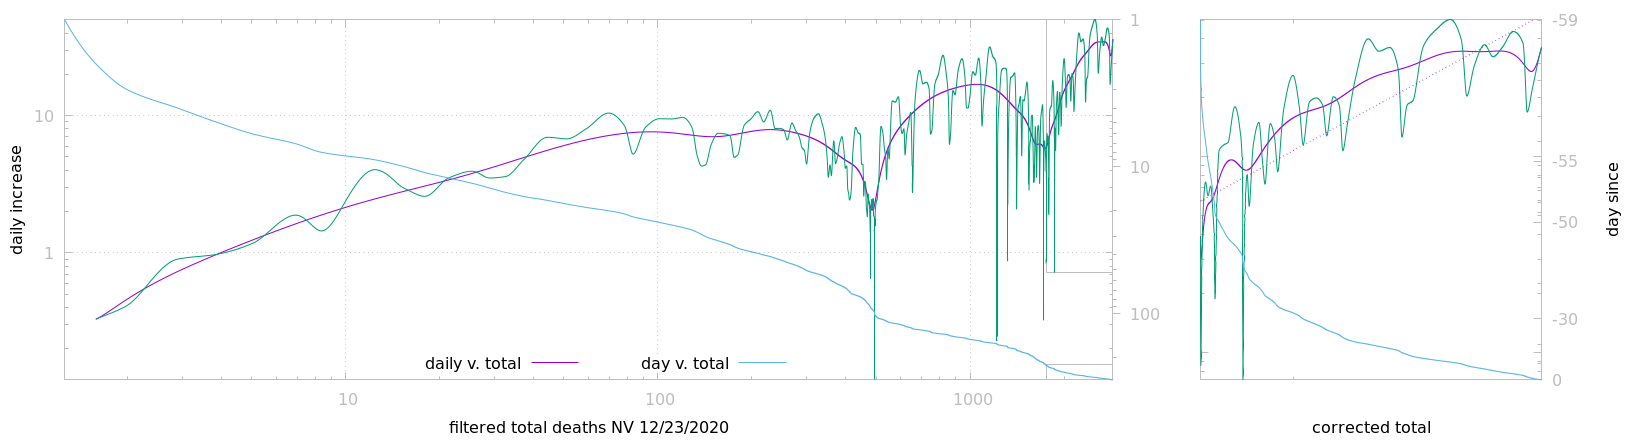 daily increase
10
1
daily v. total
day v. total
10
100
1000
filtered total deaths NV 12/23/2020
1
10
100
-59
-55
-50
-30
0
day since
corrected total